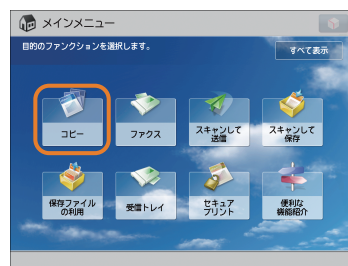 メインメニュー
目的のファンクションを選択します。
すべて表示
コピー
ファクス
スキャンして
送信
スキャンして
保存
保存ファイル
の利用
受信トレイ
セキュア
プリント
便利な
機能紹介